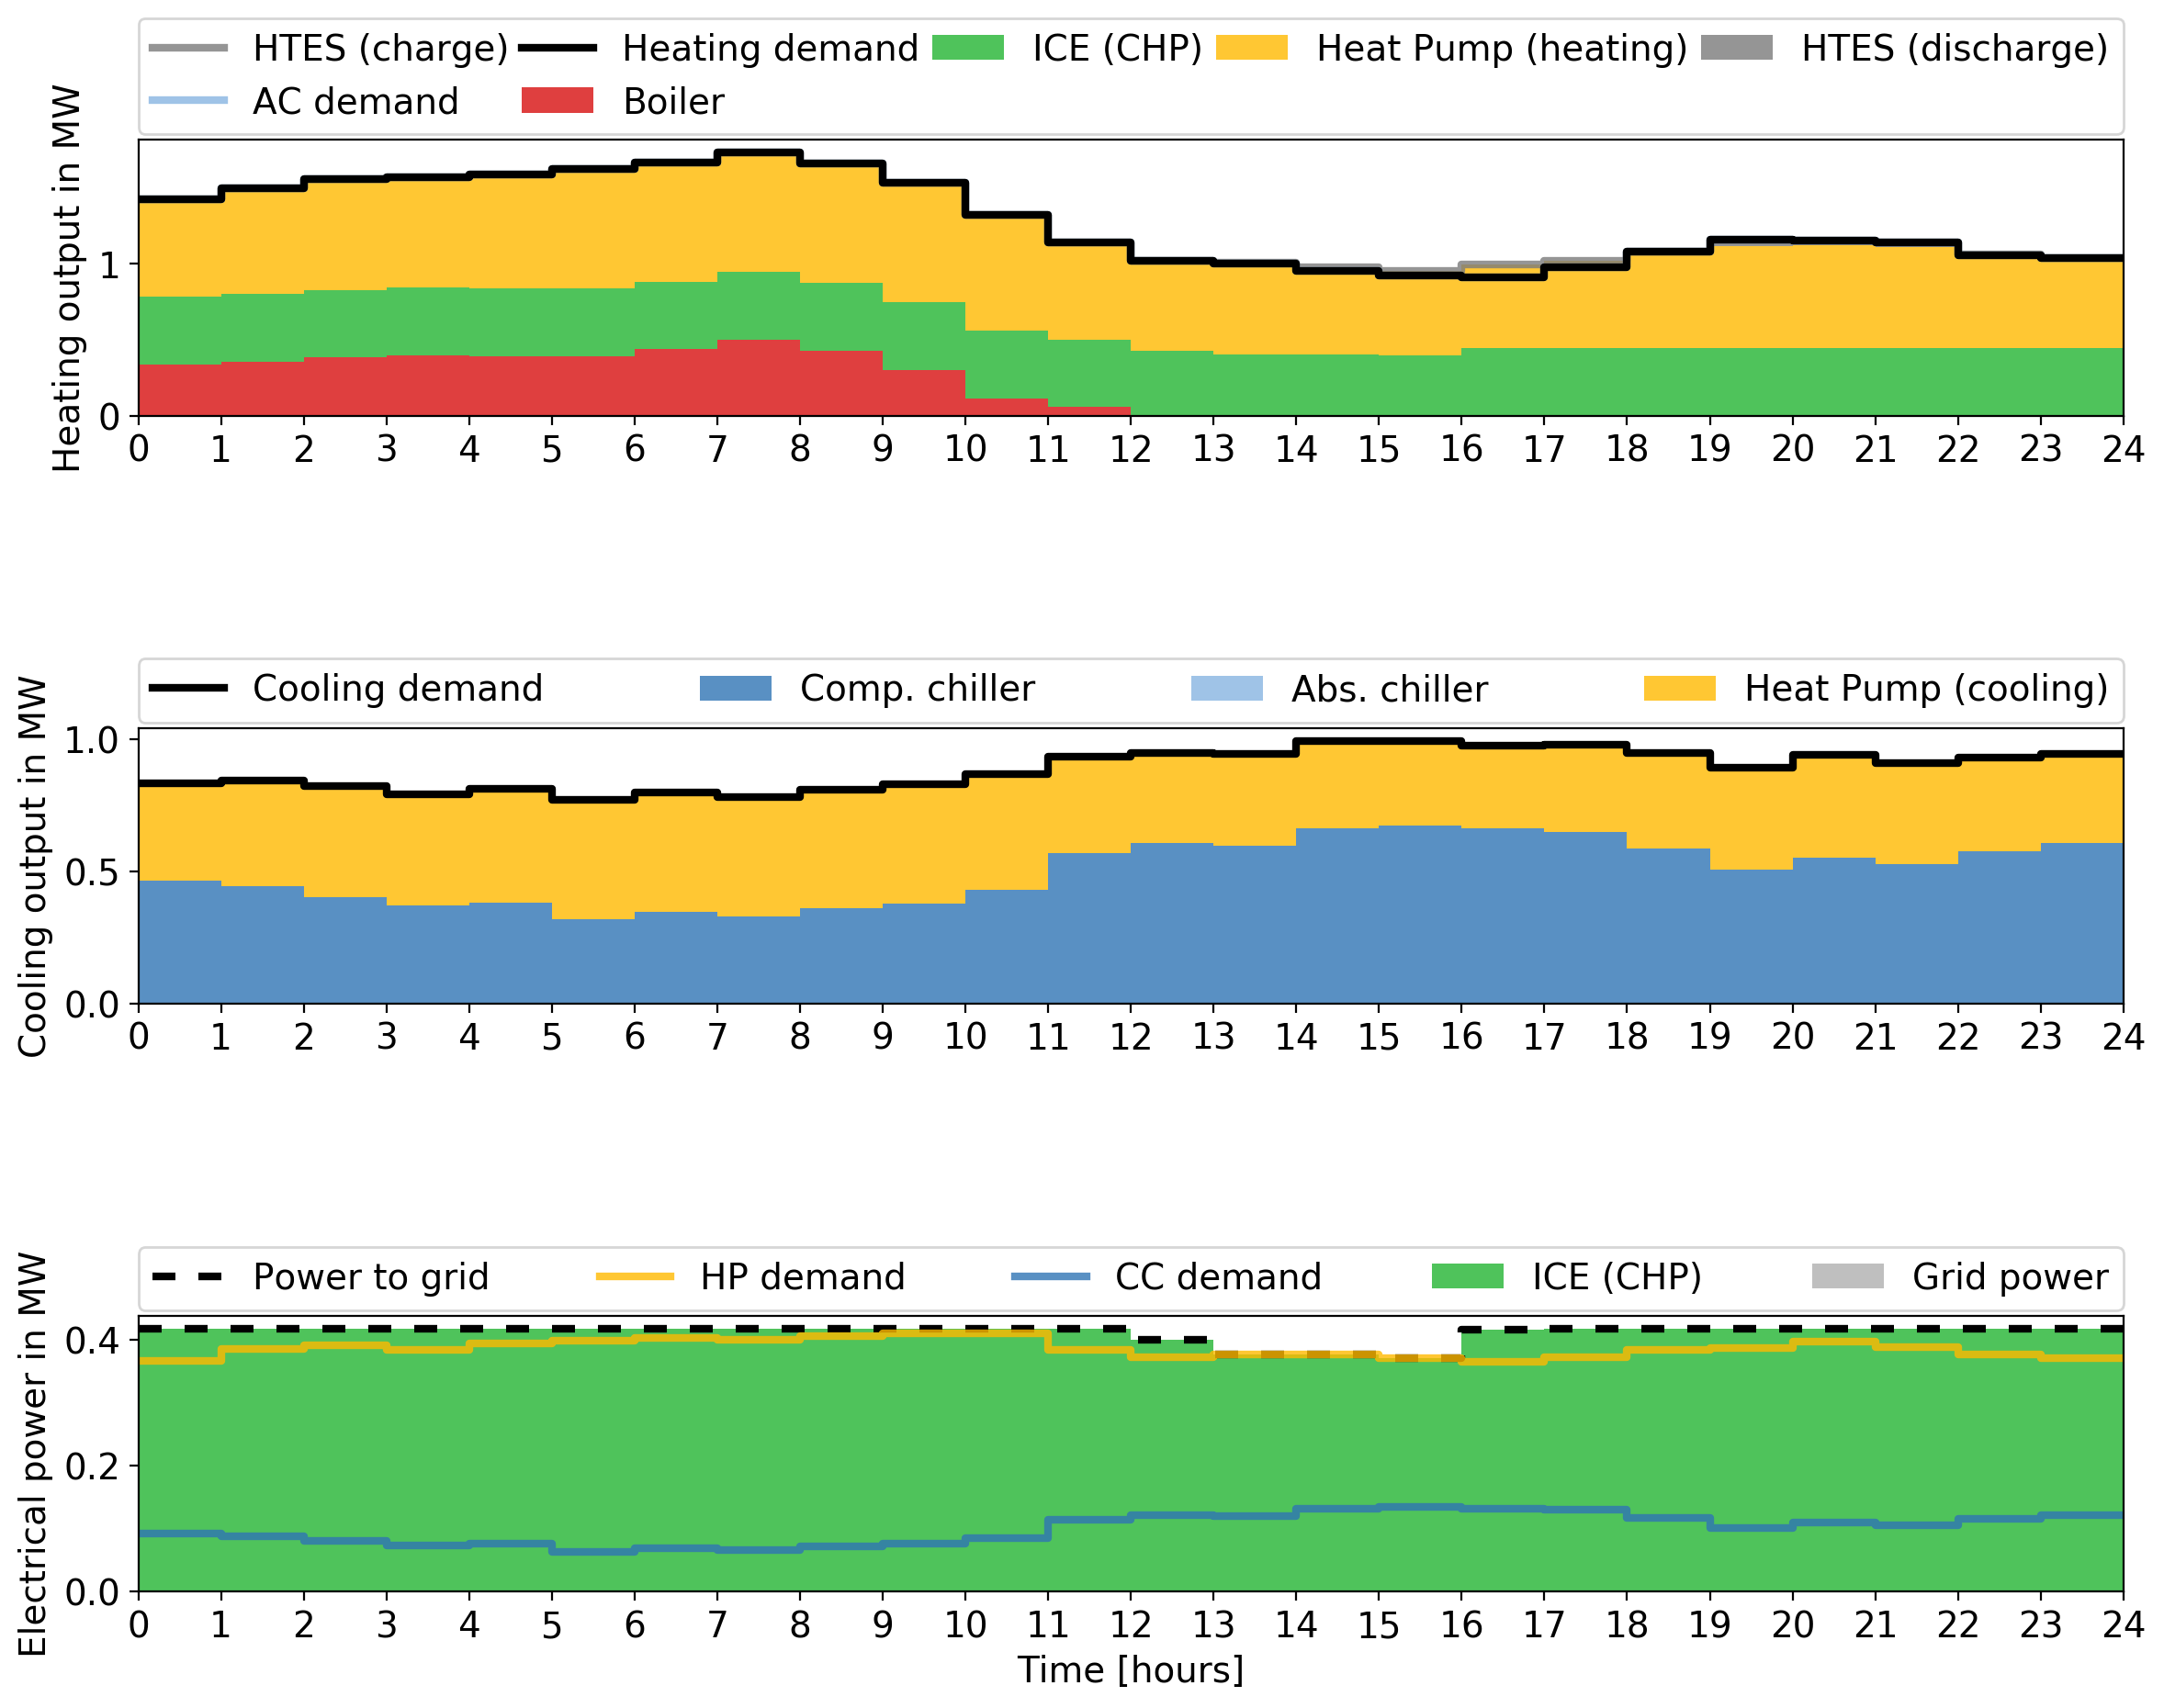 HTES (charge) Heating demand ICE (CHP) Heat Pump (heating) HTES (discharge)
AC demand Boiler
Heating output in MW
1
0
0 1 2 3 4 5 6 7 8 9 10 11 12 13 14 15 16 17 18 19 20 21 22 23 24
Cooling demand Comp. chiller Abs. chiller Heat Pump (cooling)
Cooling output in MW
1.0
0.5
0.0
0 1 2 3 4 5 6 7 8 9 10 11 12 13 14 15 16 17 18 19 20 21 22 23 24
Power to grid HP demand CC demand ICE (CHP) Grid power
Electrical power in MW
0.4
0.2
0.0
0 1 2 3 4 5 6 7 8 9 10 11 12 13 14 15 16 17 18 19 20 21 22 23 24
Time [hours]